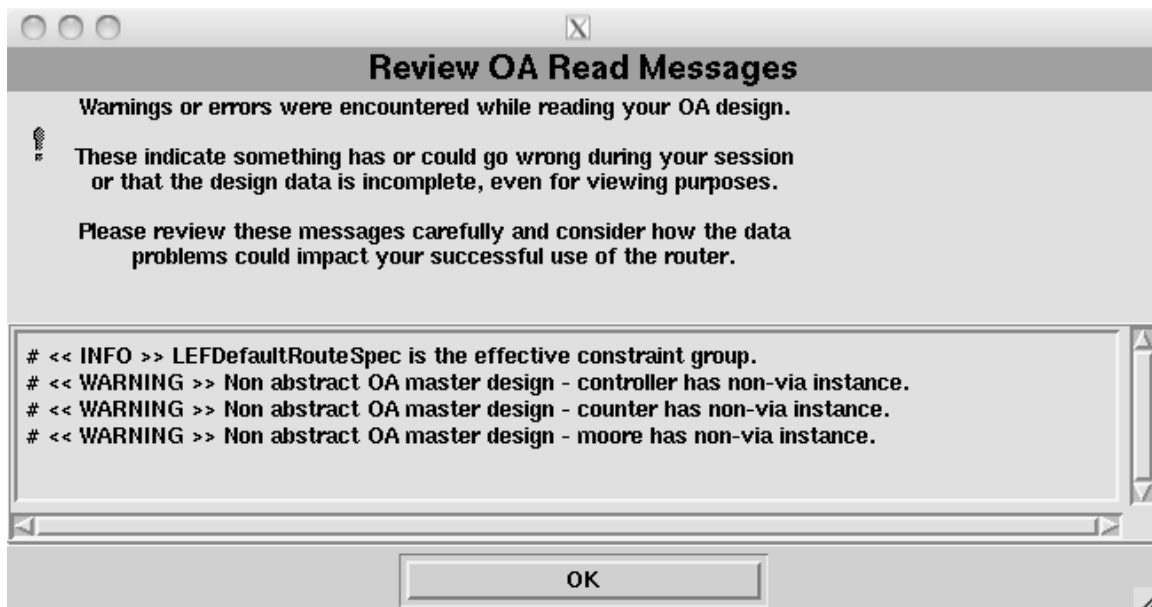 Review OA Read Messages
Warnings or errors were encountered while reading your OA design.
These indicate something has or could go wrong during your session
or that the design data is incomplete, even for viewing purposes.
Please review these messages carefully and consider how the data
problems could impact your successful use of the router.
# << INFO >> LEFDefaultRouteSpec is the effective constraint group.
# << WARNING >> Non abstract OA master design - controller has non-via instance.
# << WARNING >> Non abstract OA master design - counter has non-via instance.
# << WARNING >> Non abstract OA master design - moore has non-via instance.
OK